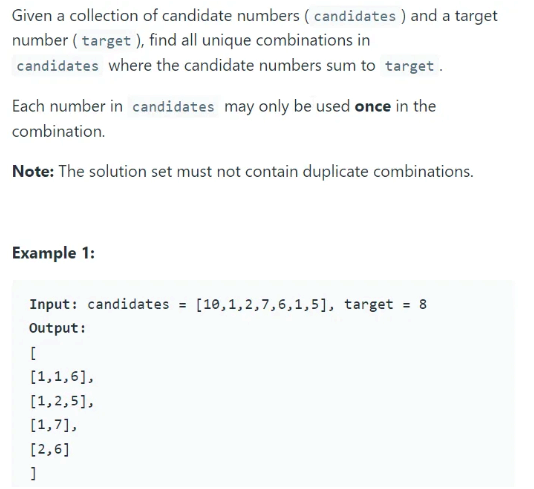 Given a collection of candidate numbers ( candidates ) and a target
number ( target ), find all unique combinations in
candidates where the candidate numbers sum to target .
Each number in candidates may only be used once in the
combination.
Note: The solution set must not contain duplicate combinations.
Example 1:
Input: candidates = [10,1,2,7,6,1,5], target = 8
Output:
[
[1,1,6],
[1,2,5],
[1,7],
[2,6]
]